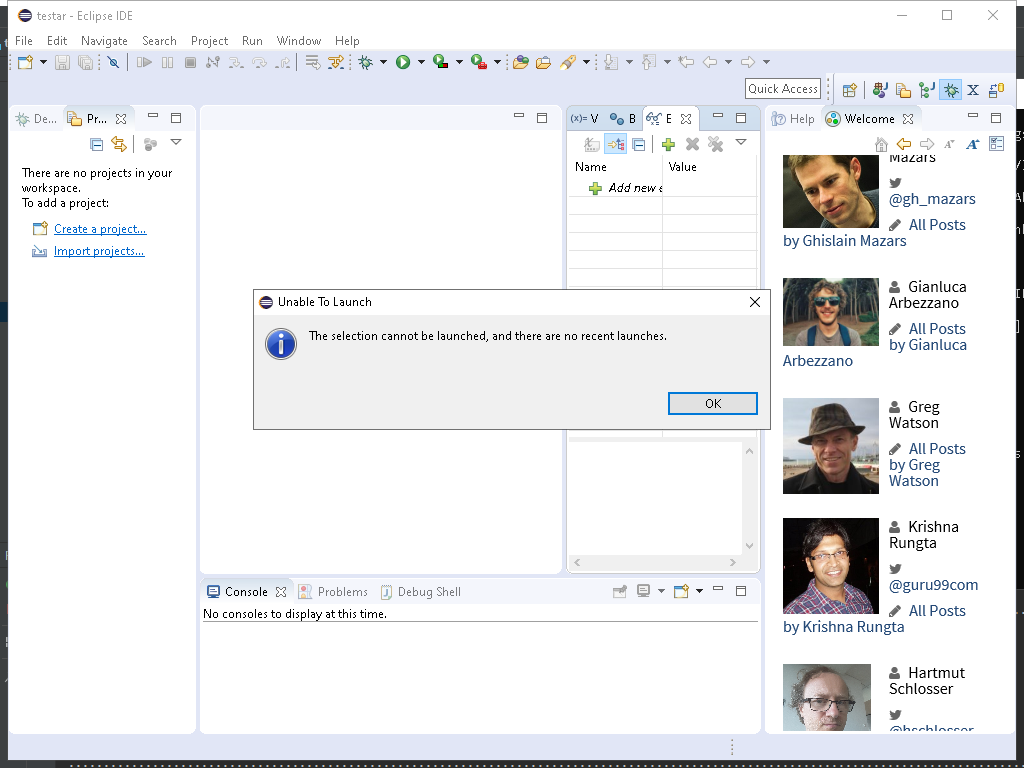 testar - Eclipse IDE
File Edit Navigate Search Project Run Window Help
Quick Access
De...
Pr...
There are no projects in your
workspace.
To add a project:
Create a project...
Import projects...
(x)= V
B
E
Name Value
Add new e
Unable To Launch
The selection cannot be launched, and there are no recent launches.
OK
Console
Problems
Debug Shell
No consoles to display at this time.
Help
Welcome
Mazars
@gh_mazars
All Posts
by Ghislain Mazars
Gianluca
Arbezzano
All Posts
by Gianluca
Arbezzano
Greg
Watson
All Posts
by Greg
Watson
Krishna
Rungta
@guru99com
All Posts
by Krishna Rungta
Hartmut
Schlosser
@hschlosser